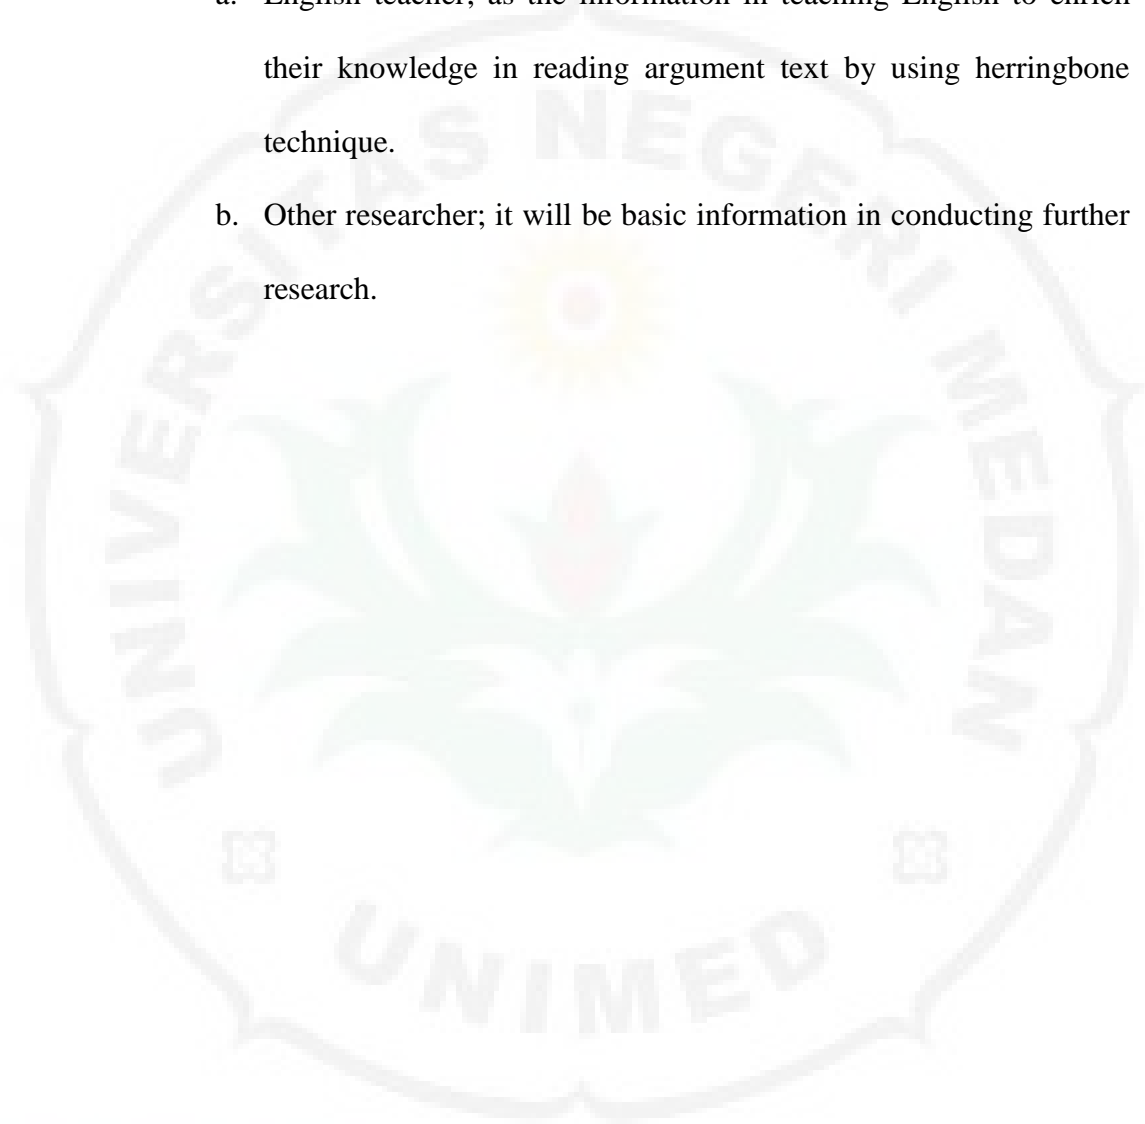 a. English teacher; as the information in teaching English to enrich
their knowledge in reading argument text by using herringbone
technique.
b. Other researcher; it will be basic information in conducting further
research.
UNIVERSITAS NEGERI MEDAN
UNIMED